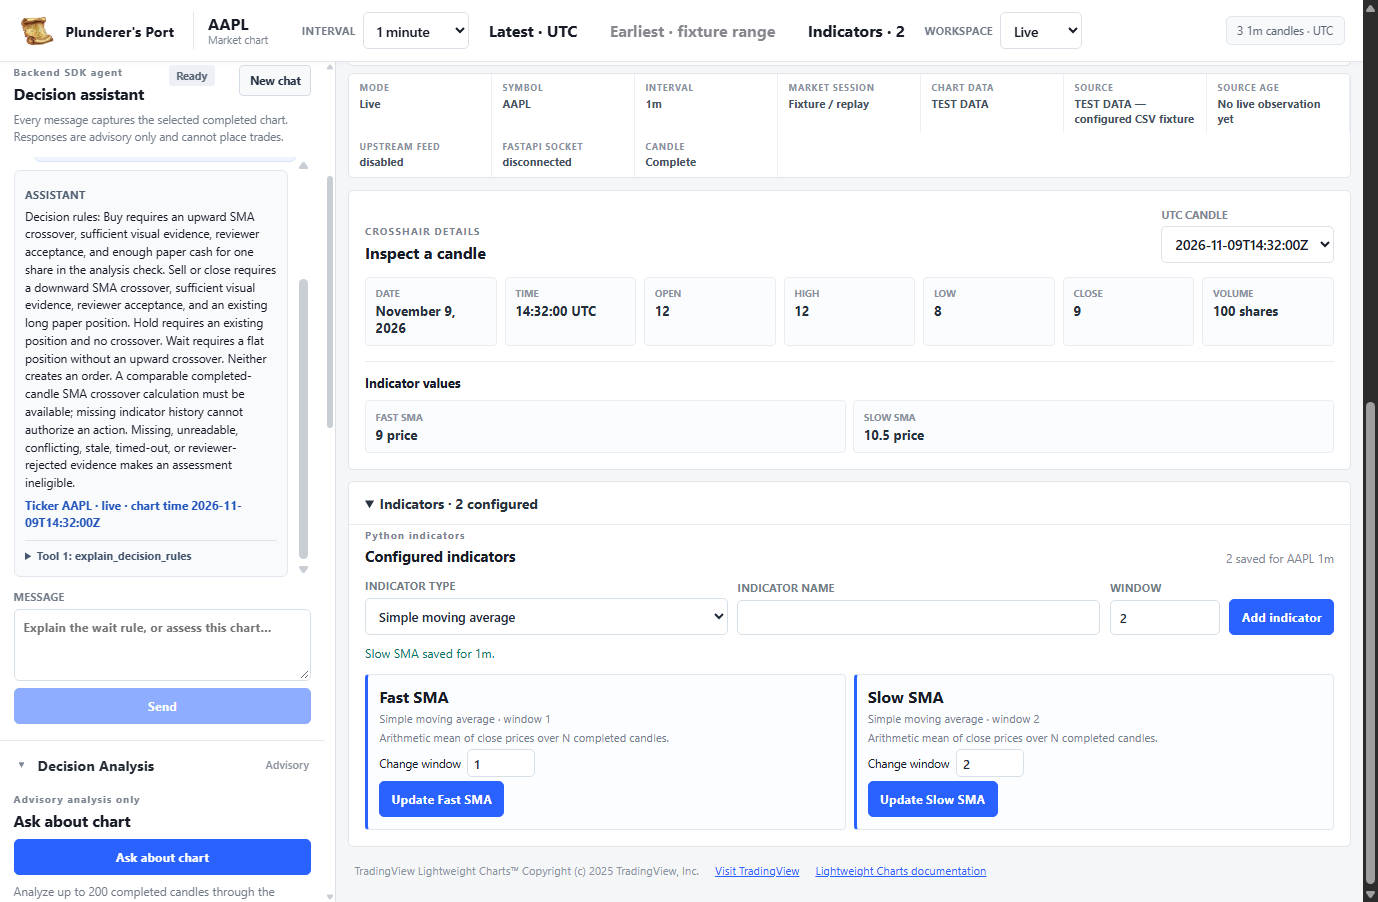 Plunderer's Port
AAPL
Market chart
INTERVAL
1 minute
Latest · UTC
Earliest · fixture range
Indicators · 2
WORKSPACE
Live
3 1m candles · UTC
Backend SDK agent
Decision assistant
Ready
New chat
Every message captures the selected completed chart.
Responses are advisory only and cannot place trades.
ASSISTANT
Decision rules: Buy requires an upward SMA
crossover, sufficient visual evidence, reviewer
acceptance, and enough paper cash for one
share in the analysis check. Sell or close requires
a downward SMA crossover, sufficient visual
evidence, reviewer acceptance, and an existing
long paper position. Hold requires an existing
position and no crossover. Wait requires a flat
position without an upward crossover. Neither
creates an order. A comparable completed-
candle SMA crossover calculation must be
available; missing indicator history cannot
authorize an action. Missing, unreadable,
conflicting, stale, timed-out, or reviewer-
rejected evidence makes an assessment
ineligible.
Ticker AAPL · live · chart time 2026-11-
09T14:32:00Z
Tool 1: explain_decision_rules
MESSAGE
Explain the wait rule, or assess this chart...
Send
Decision Analysis
Advisory
Advisory analysis only
Ask about chart
Ask about chart
Analyze up to 200 completed candles through the
MODE
Live
SYMBOL
AAPL
INTERVAL
1m
MARKET SESSION
Fixture / replay
CHART DATA
TEST DATA
SOURCE
TEST DATA —
configured CSV fixture
SOURCE AGE
No live observation
yet
UPSTREAM FEED
disabled
FASTAPI SOCKET
disconnected
CANDLE
Complete
CROSSHAIR DETAILS
Inspect a candle
UTC CANDLE
2026-11-09T14:32:00Z
DATE
November 9,
2026
TIME
14:32:00 UTC
OPEN
12
HIGH
12
LOW
8
CLOSE
9
VOLUME
100 shares
Indicator values
FAST SMA
9 price
SLOW SMA
10.5 price
Indicators · 2 configured
Python indicators
Configured indicators
2 saved for AAPL 1m
INDICATOR TYPE
Simple moving average
INDICATOR NAME
WINDOW
2
Add indicator
Slow SMA saved for 1m.
Fast SMA
Simple moving average · window 1
Arithmetic mean of close prices over N completed candles.
Change window
1
Update Fast SMA
Slow SMA
Simple moving average · window 2
Arithmetic mean of close prices over N completed candles.
Change window
2
Update Slow SMA
TradingView Lightweight Charts™ Copyright (c) 2025 TradingView, Inc.
Visit TradingView
Lightweight Charts documentation